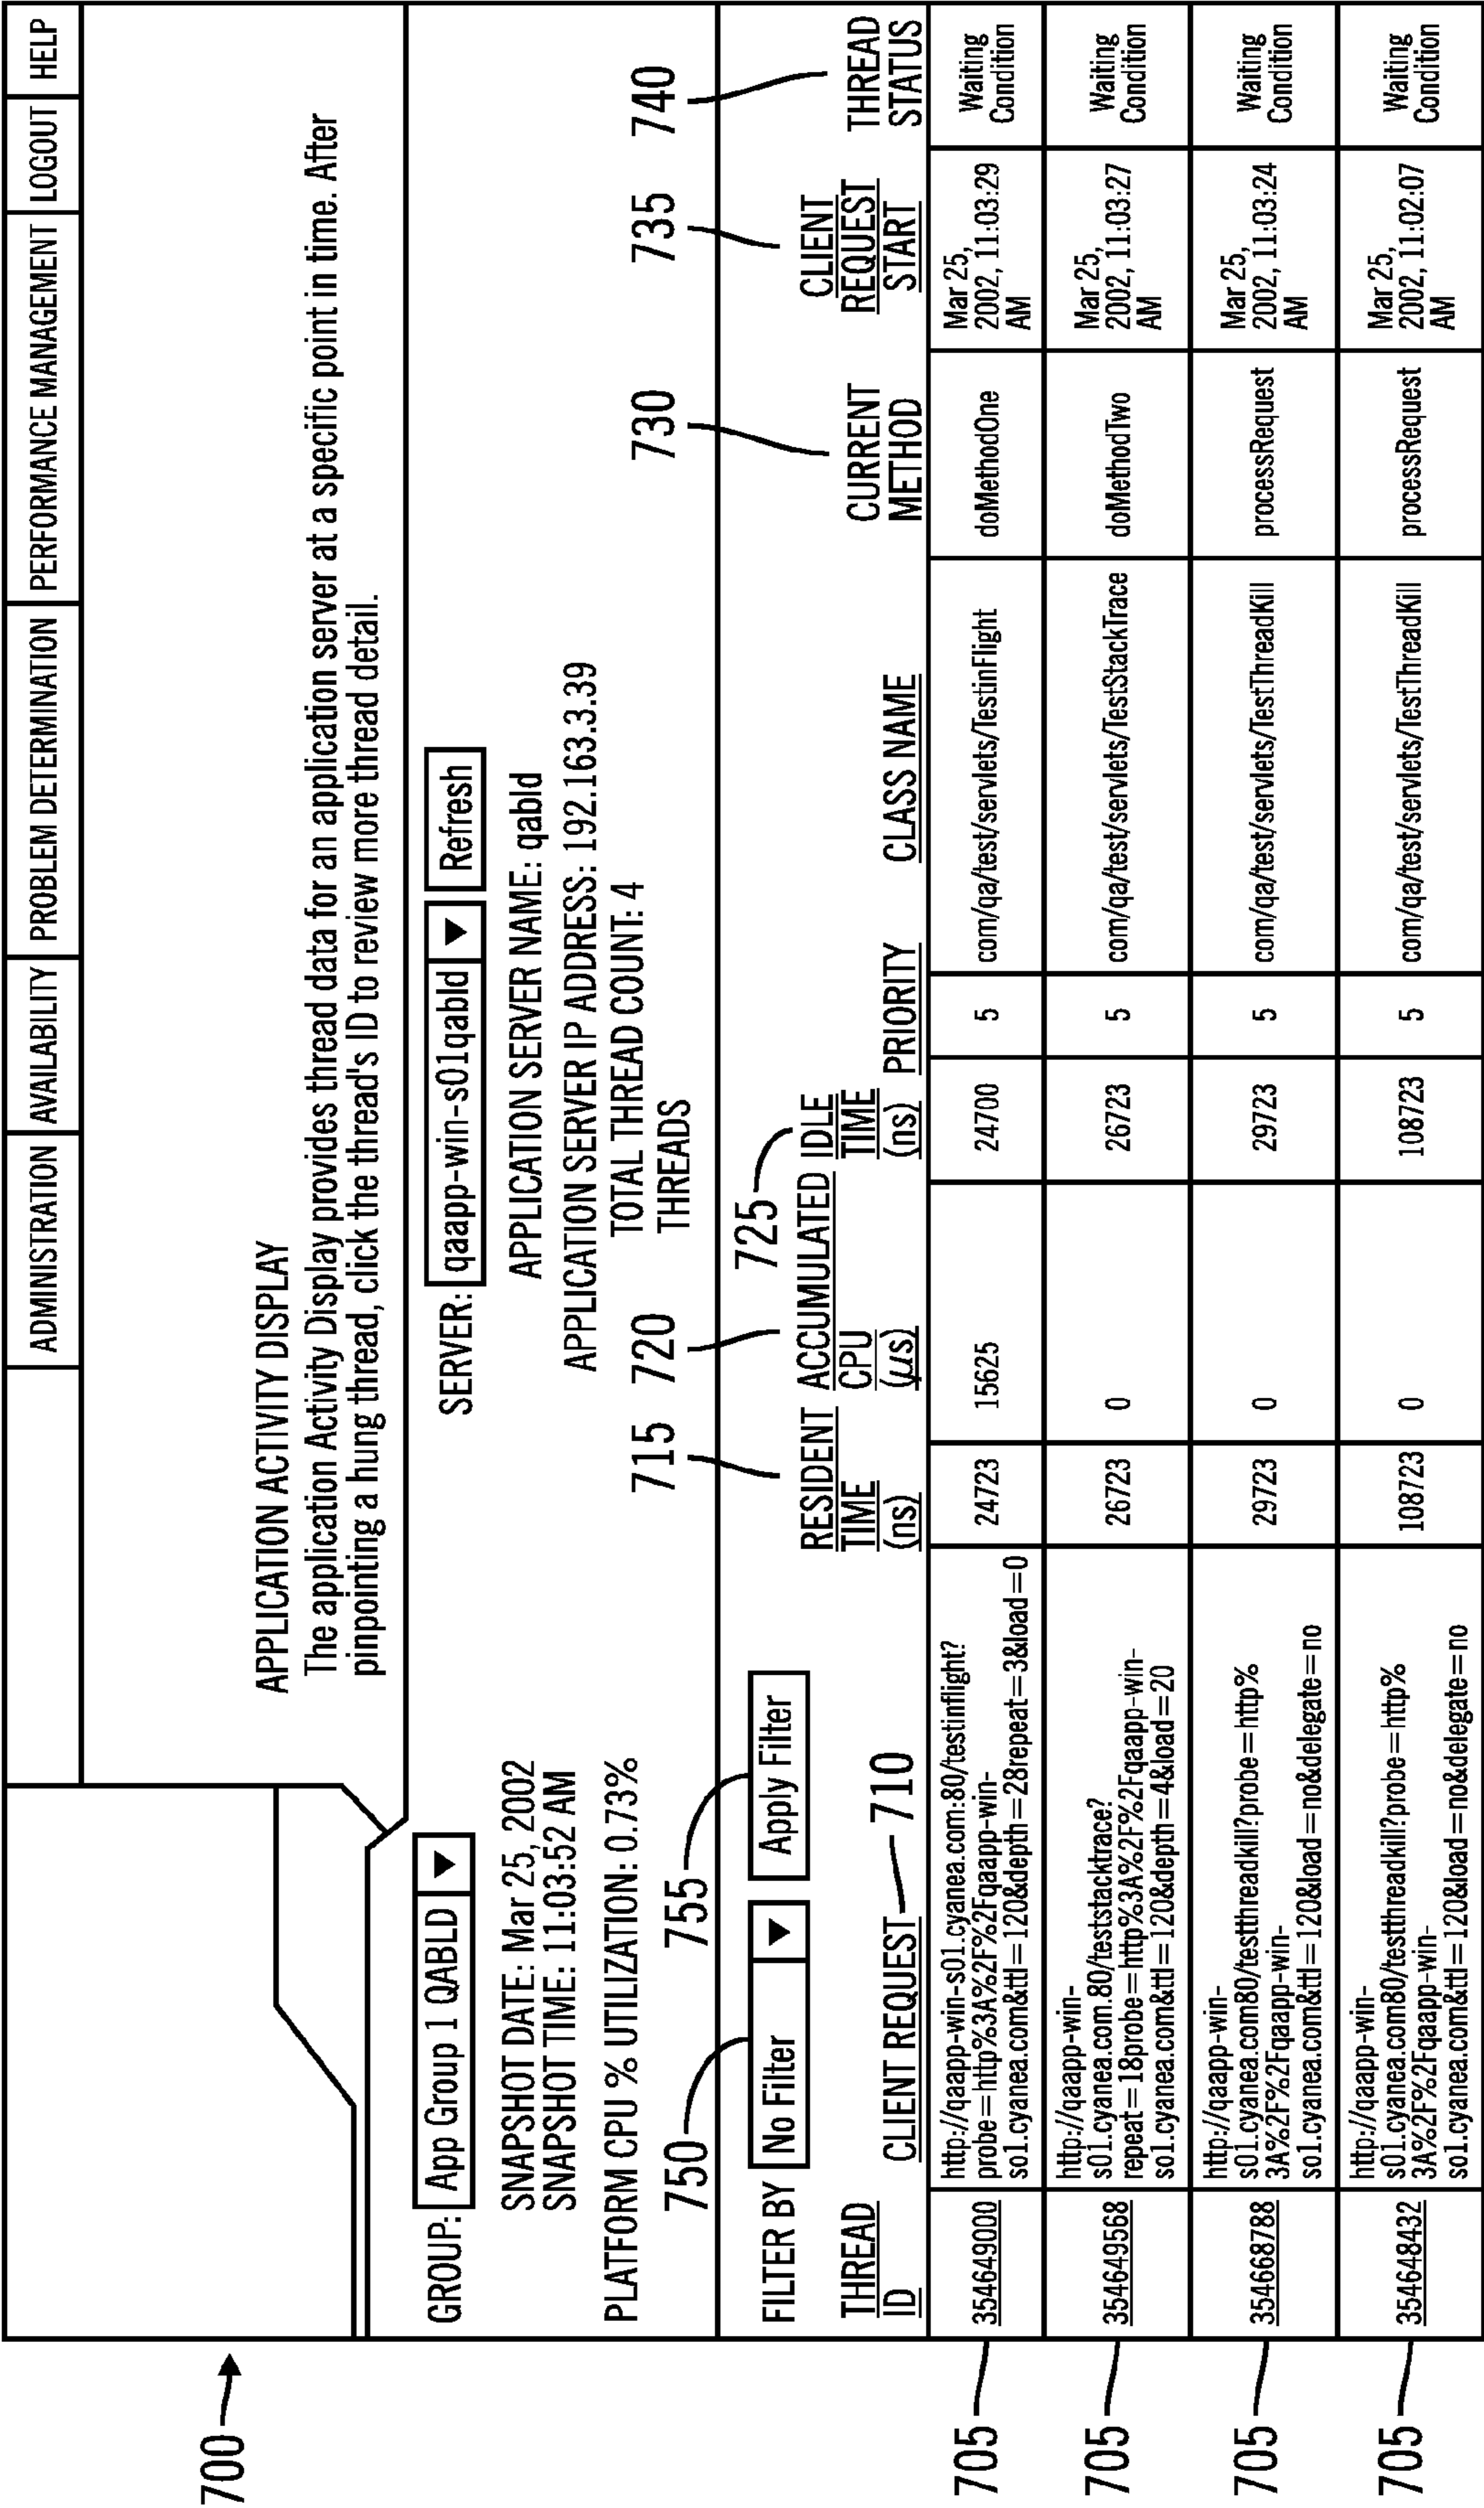 700
ADMINISTRATION AVAILABILITY PROBLEM DETERMINATION PERFORMANCE MANAGEMENT LOGOUT HELP
APPLICATION ACTIVITY DISPLAY
The application Activity Display provides thread data for an application server at a specific point in time. After
pinpointing a hung thread, click the thread's ID to review more thread detail.
GROUP: App Group 1 QABLD ▼ SERVER: qaapp-win-s01qabld ▼ Refresh
SNAPSHOT DATE: Mar 25, 2002 APPLICATION SERVER NAME: qabld
SNAPSHOT TIME: 11:03:52 AM APPLICATION SERVER IP ADDRESS: 192.163.3.39
PLATFORM CPU % UTILIZATION: 0.73% TOTAL THREAD COUNT: 4
THREADS
750 755 715 720 725 730 735 740
FILTER BY No Filter ▼ Apply Filter
THREAD
ID
CLIENT REQUEST 710
RESIDENT
TIME
(ns)
ACCUMULATED
CPU
(µs)
IDLE
TIME
(ns)
PRIORITY
CLASS NAME
CURRENT
METHOD
CLIENT
REQUEST
START
THREAD
STATUS
705
354649000
http://qaapp-win-s01.cyanea.com:80/testinflight?
probe=http%3A%2F%2Fqaapp-win-
so1.cyanea.com&ttl=120&depth=28repeat=3&load=0
24723
15625
24700
5
com/qa/test/servlets/TestinFlight
doMethodOne
Mar 25,
2002, 11:03:29
AM
Waiting
Condition
705
354649568
http://qaapp-win-
s01.cyanea.com.80/teststacktrace?
repeat=18probe=http%3A%2F%2Fqaapp-win-
so1.cyanea.com&ttl=120&depth=4&load=20
26723
0
26723
5
com/qa/test/servlets/TestStackTrace
doMethodTwo
Mar 25,
2002, 11:03:27
AM
Waiting
Condition
705
354668788
http://qaapp-win-
s01.cyanea.com80/testthreadkill?probe=http%
3A%2F%2Fqaapp-win-
so1.cyanea.com&ttl=120&load=no&delegate=no
29723
0
29723
5
com/qa/test/servlets/TestThreadKill
processRequest
Mar 25,
2002, 11:03:24
AM
Waiting
Condition
705
354648432
http://qaapp-win-
s01.cyanea.com80/testthreadkill?probe=http%
3A%2F%2Fqaapp-win-
so1.cyanea.com&ttl=120&load=no&delegate=no
108723
0
108723
5
com/qa/test/servlets/TestThreadKill
processRequest
Mar 25,
2002, 11:02:07
AM
Waiting
Condition